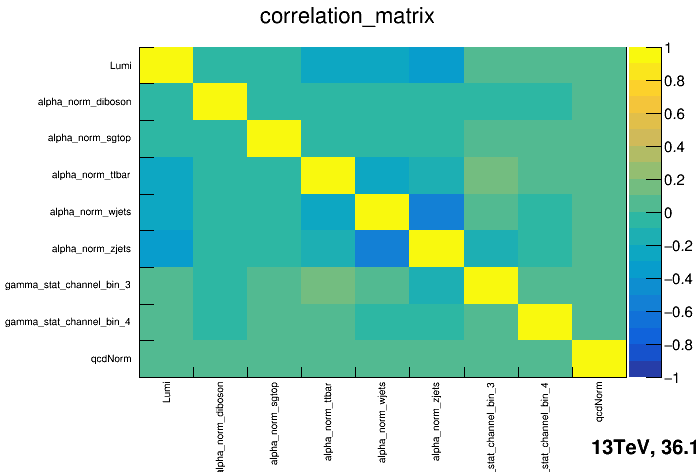 correlation_matrix
Lumi
alpha_norm_diboson
alpha_norm_sgtop
alpha_norm_ttbar
alpha_norm_wjets
alpha_norm_zjets
gamma_stat_channel_bin_3
gamma_stat_channel_bin_4
qcdNorm
1
0.8
0.6
0.4
0.2
0
−0.2
−0.4
−0.6
−0.8
−1
Lumi
alpha_norm_diboson
alpha_norm_sgtop
alpha_norm_ttbar
alpha_norm_wjets
alpha_norm_zjets
_stat_channel_bin_3
_stat_channel_bin_4
qcdNorm
13TeV, 36.1